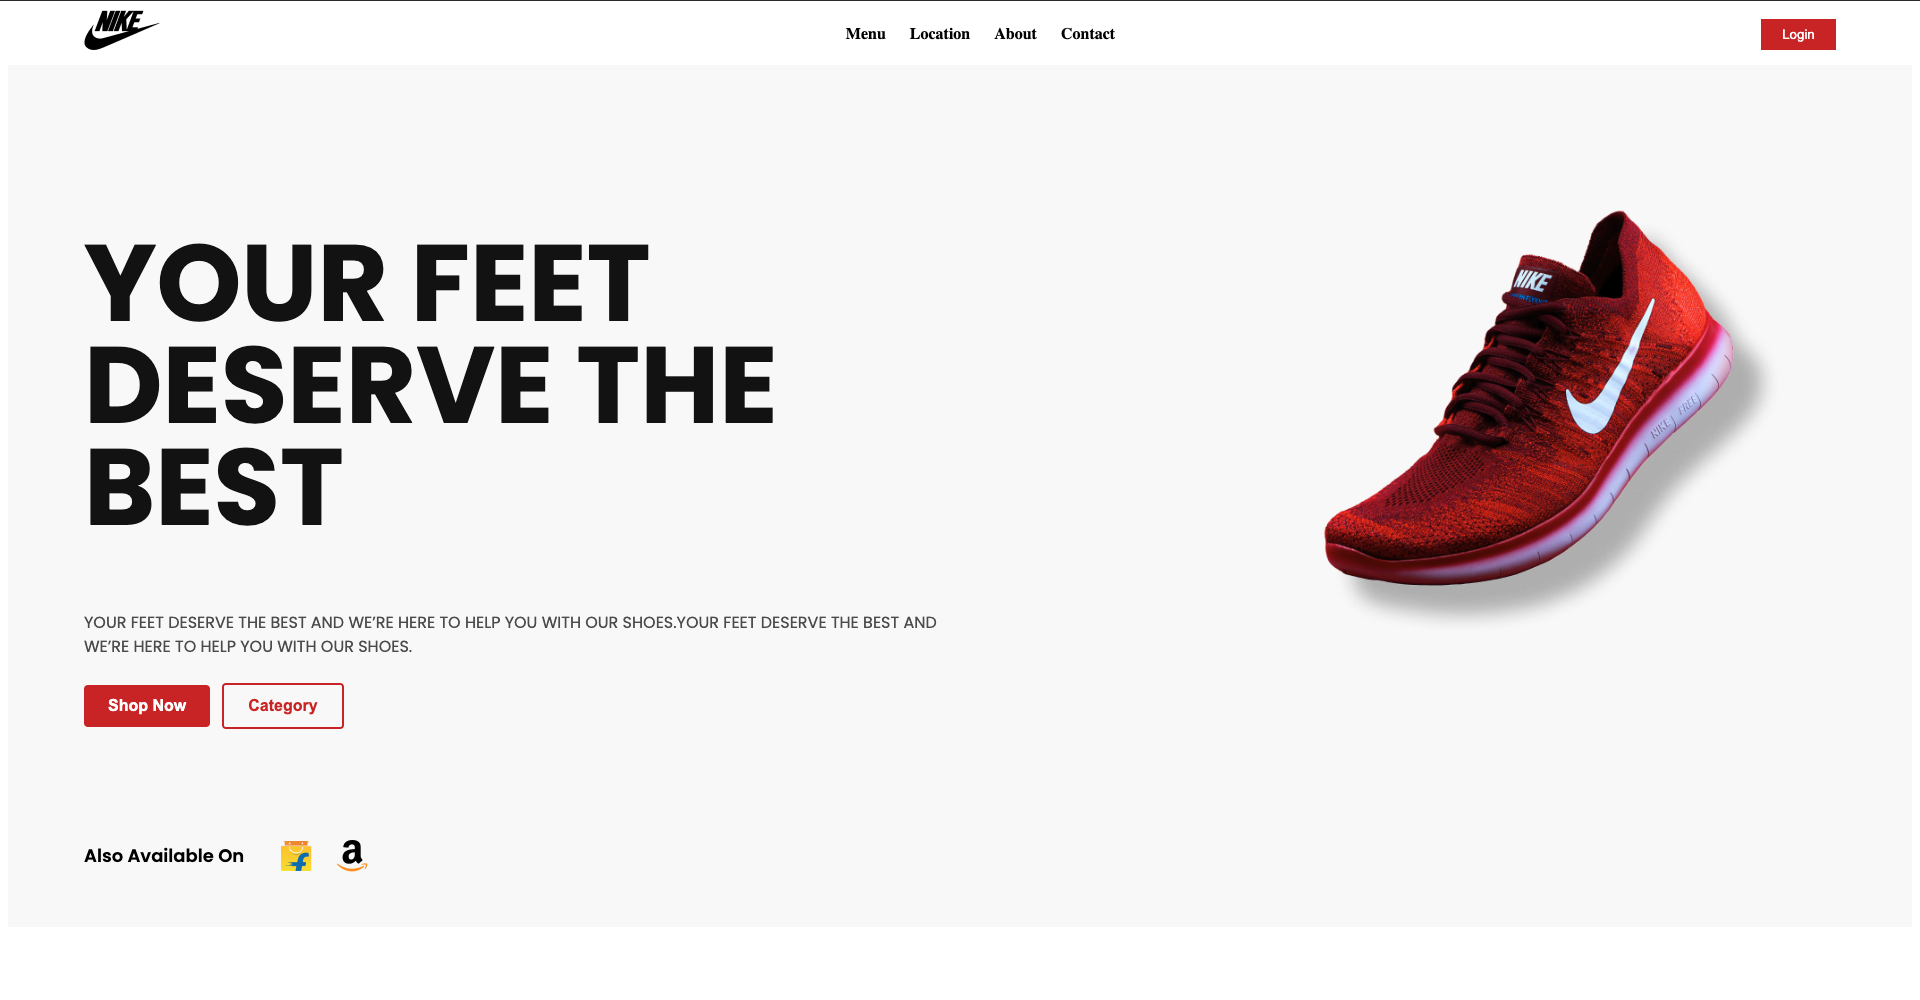 NIKE
Menu Location About Contact
Login
YOUR FEET
DESERVE THE
BEST
NIKE
NIKE FREE
YOUR FEET DESERVE THE BEST AND WE’RE HERE TO HELP YOU WITH OUR SHOES.YOUR FEET DESERVE THE BEST AND
WE’RE HERE TO HELP YOU WITH OUR SHOES.
Shop Now
Category
Also Available On
f
a